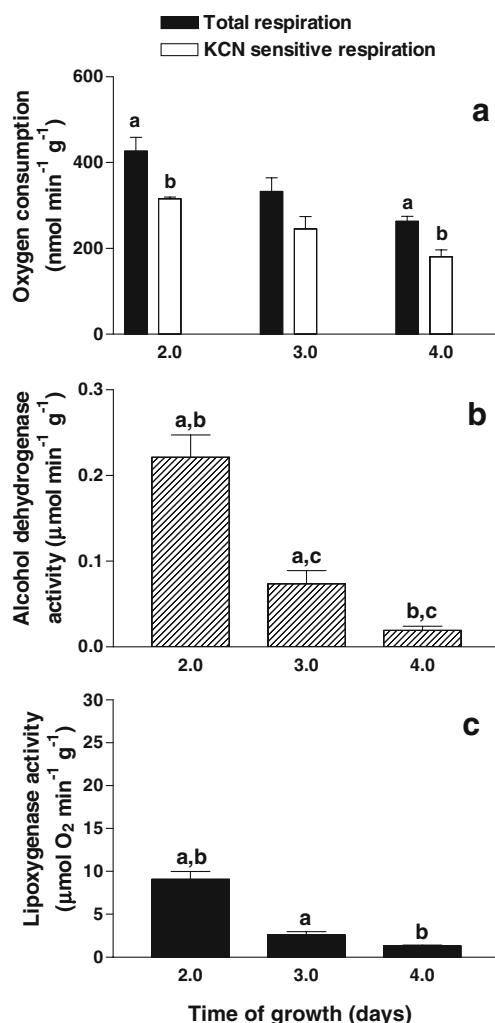 Total respiration
KCN sensitive respiration
a
Oxygen consumption
(nmol min⁻¹ g⁻¹)
600
400
200
0
a
b
a
b
2.0
3.0
4.0
b
Alcohol dehydrogenase
activity (µmol min⁻¹ g⁻¹)
0.3
0.2
0.1
0.0
a,b
a,c
b,c
2.0
3.0
4.0
c
Lipoxygenase activity
(µmol O₂ min⁻¹ g⁻¹)
30
25
20
15
10
5
0
a,b
a
b
2.0
3.0
4.0
Time of growth (days)